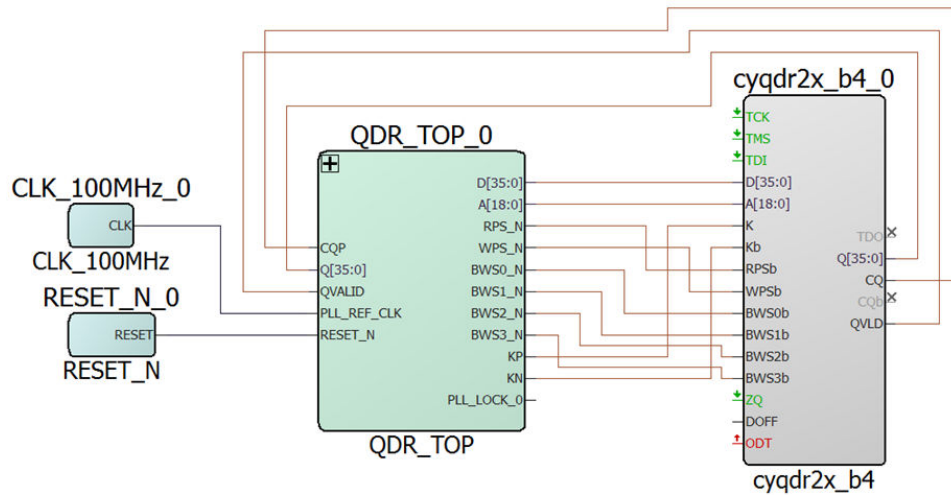 CLK_100MHz_0
CLK
CLK_100MHz
RESET_N_0
RESET
RESET_N
QDR_TOP_0
CQP
Q[35:0]
QVALID
PLL_REF_CLK
RESET_N
D[35:0]
A[18:0]
RPS_N
WPS_N
BWS0_N
BWS1_N
BWS2_N
BWS3_N
KP
KN
PLL_LOCK_0
QDR_TOP
cyqdr2x_b4_0
TCK
TMS
TDI
D[35:0]
A[18:0]
K
Kb
RPSb
WPSb
BWS0b
BWS1b
BWS2b
BWS3b
ZQ
DOFF
ODT
TDO
Q[35:0]
CQ
CQb
QVLD
cyqdr2x_b4